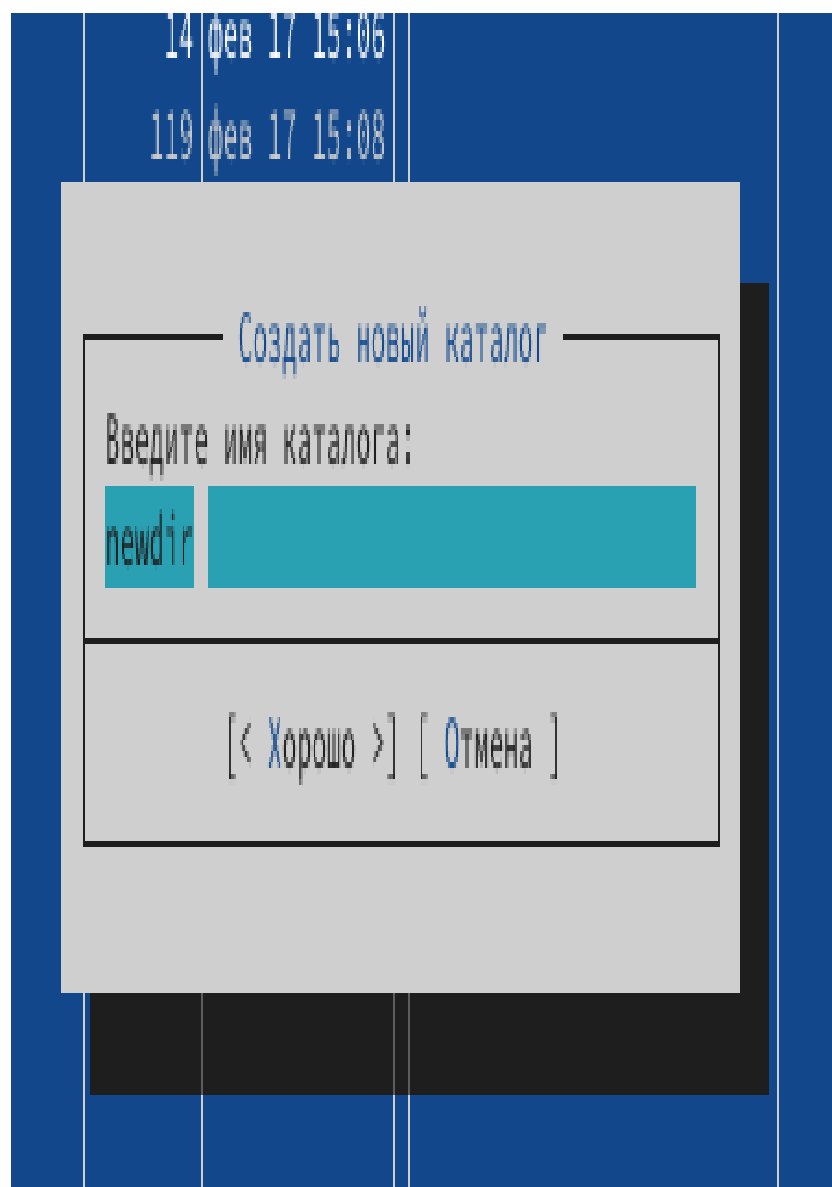 14 фев 17 15:06
119 фев 17 15:08
Создать новый каталог
Введите имя каталога:
newdir
[< Хорошо >] [ Отмена ]